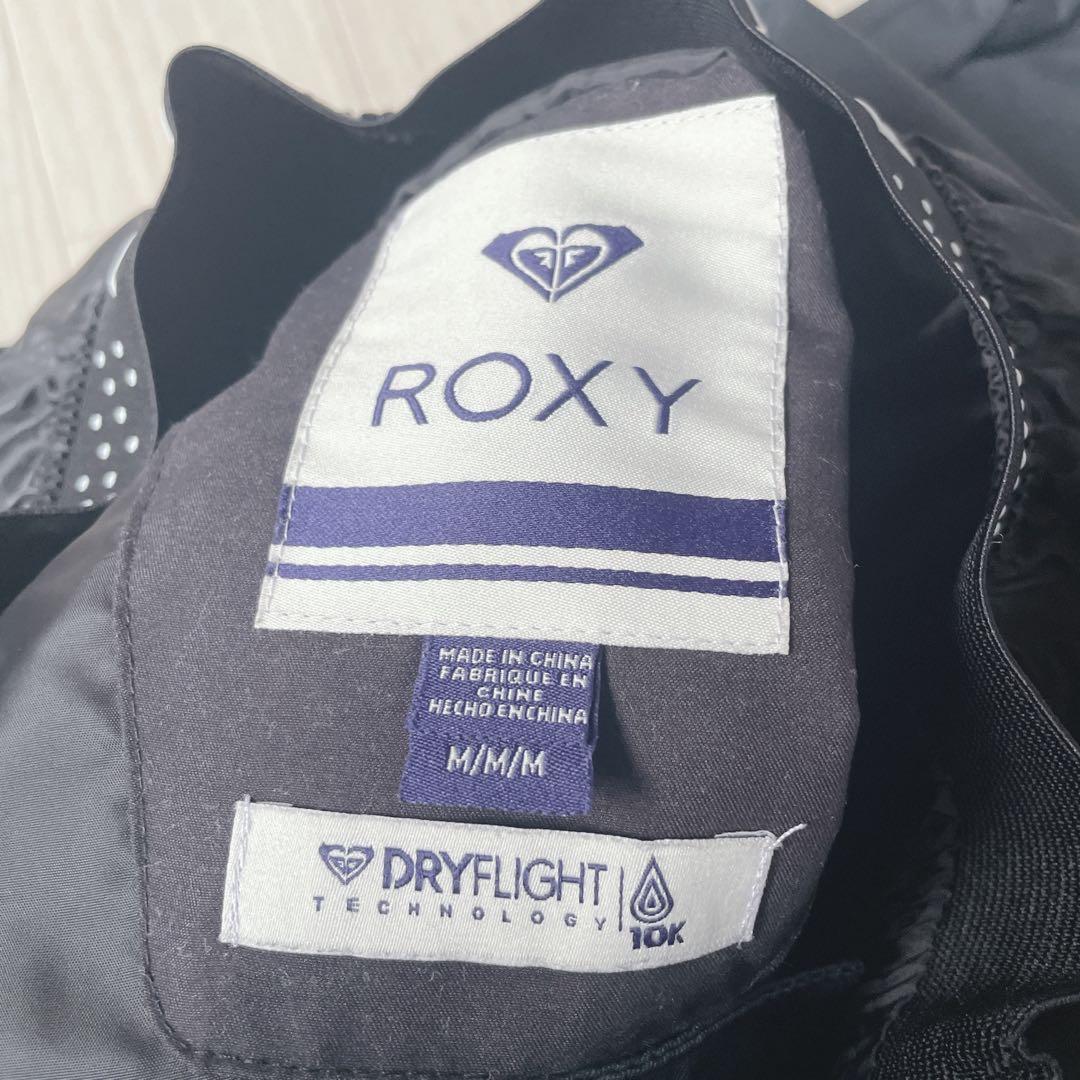 ROXY
MADE IN CHINA
FABRIQUE EN
CHINE
HECHO EN CHINA
M/M/M
DRYFLIGHT
TECHNOLOGY
10K